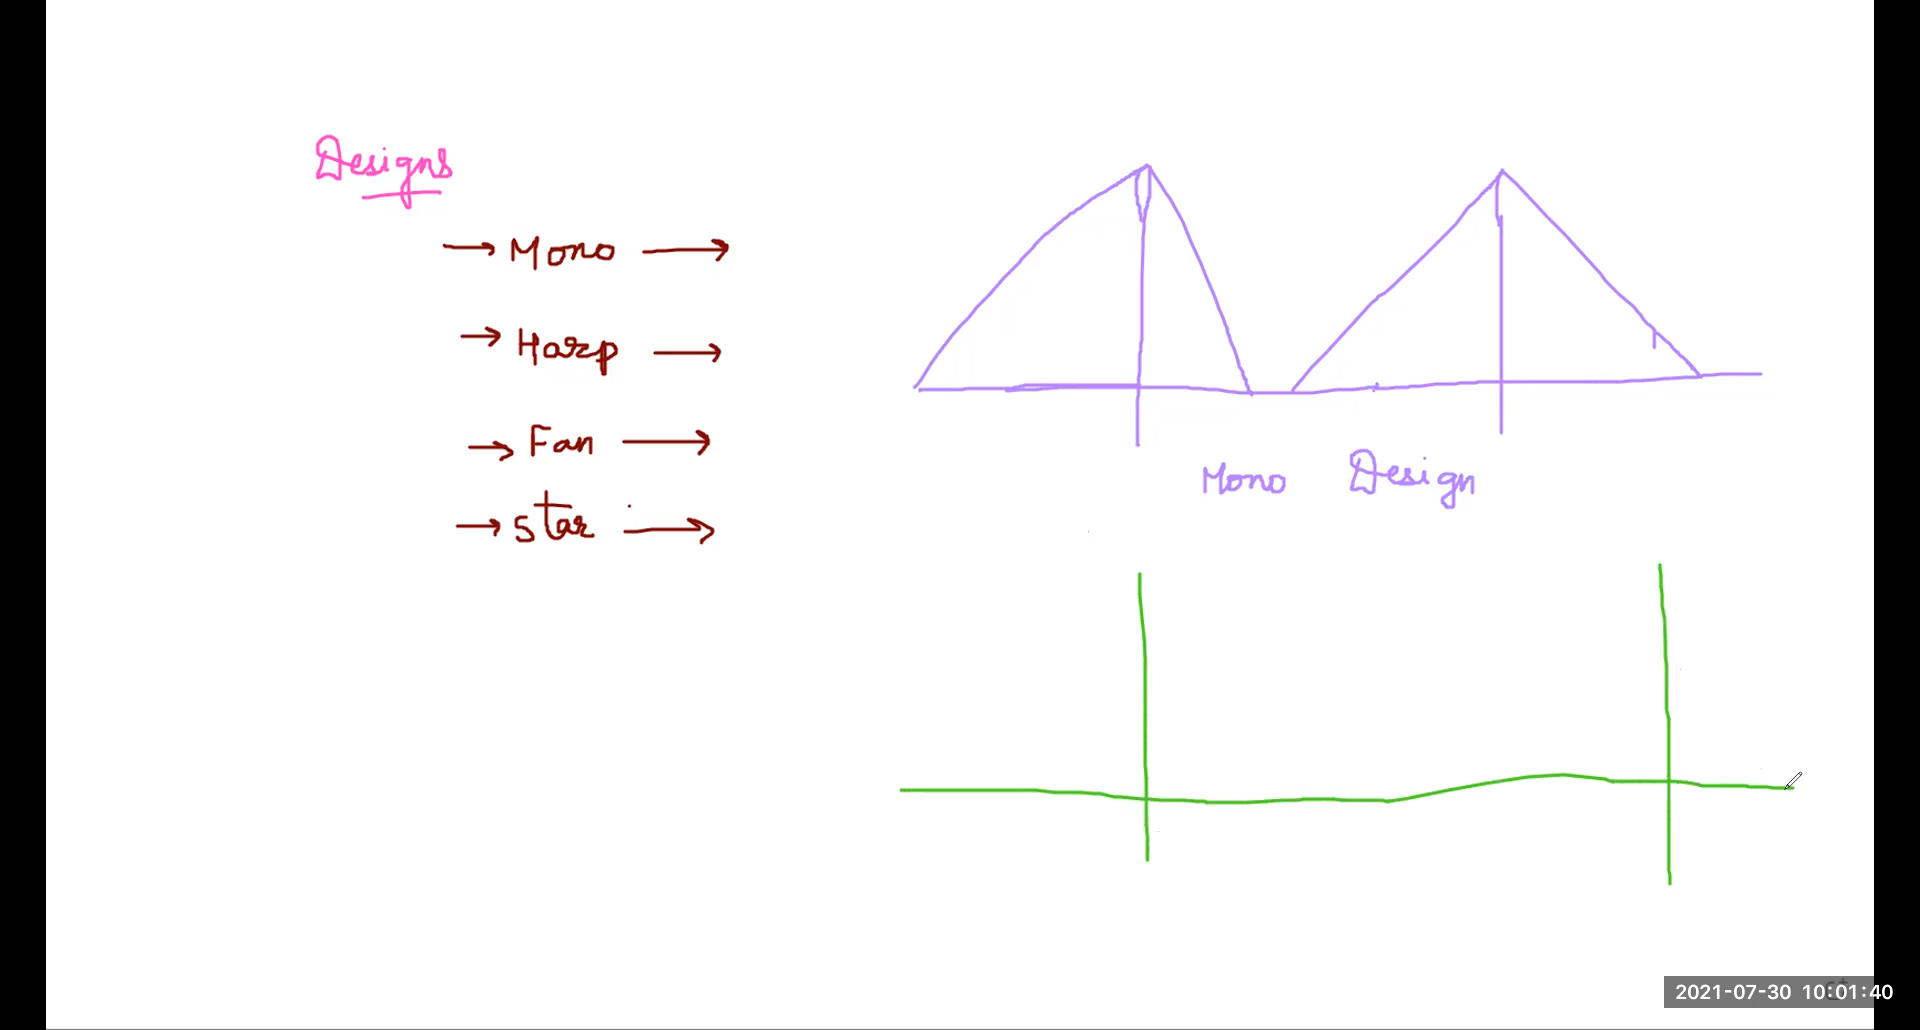 Designs
→ Mono →
→ Harp →
→ Fan →
→ Star →
Mono Design
2021-07-30 10:01:40